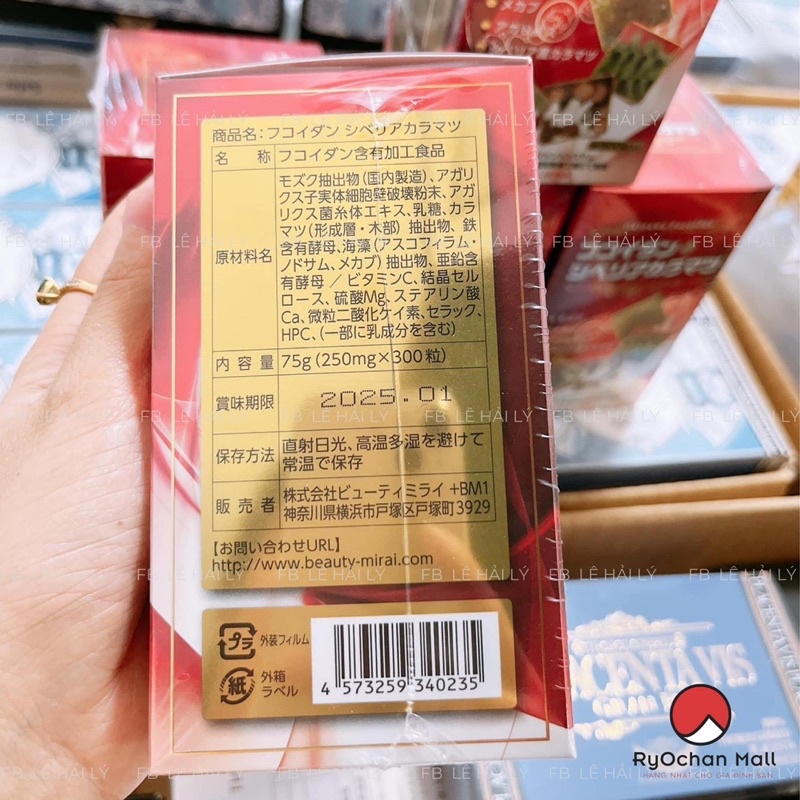 メカブ
フコイダン
シベリアカラマツ
商品名:フコイダン シベリアカラマツ
名 称 フコイダン含有加工食品
原材料名
モズク抽出物(国内製造)、アガリ
クス子実体細胞壁破壊粉末、アガ
リクス菌糸体エキス、乳糖、カラ
マツ(形成層・木部)抽出物、鉄
含有酵母、海藻(アスコフィラム・
ノドサム、メカブ)抽出物、亜鉛含
有酵母/ビタミンC、結晶セル
ロース、硫酸Mg、ステアリン酸
Ca、微粒二酸化ケイ素、セラック、
HPC、(一部に乳成分を含む)
内 容 量 75g(250mg×300粒)
賞味期限 2025.01
保存方法 直射日光、高温多湿を避けて
常温で保存
販 売 者 株式会社ビューティミライ +BM1
神奈川県横浜市戸塚区戸塚町3929
【お問い合わせURL】
http://www.beauty-mirai.com
プラ 外装フィルム
紙 外箱
ラベル
4 573259 340235
FB LÊ HẢI LÝ
RyOchan Mall
HÀNG NHẬT CHO GIA ĐÌNH BẠN